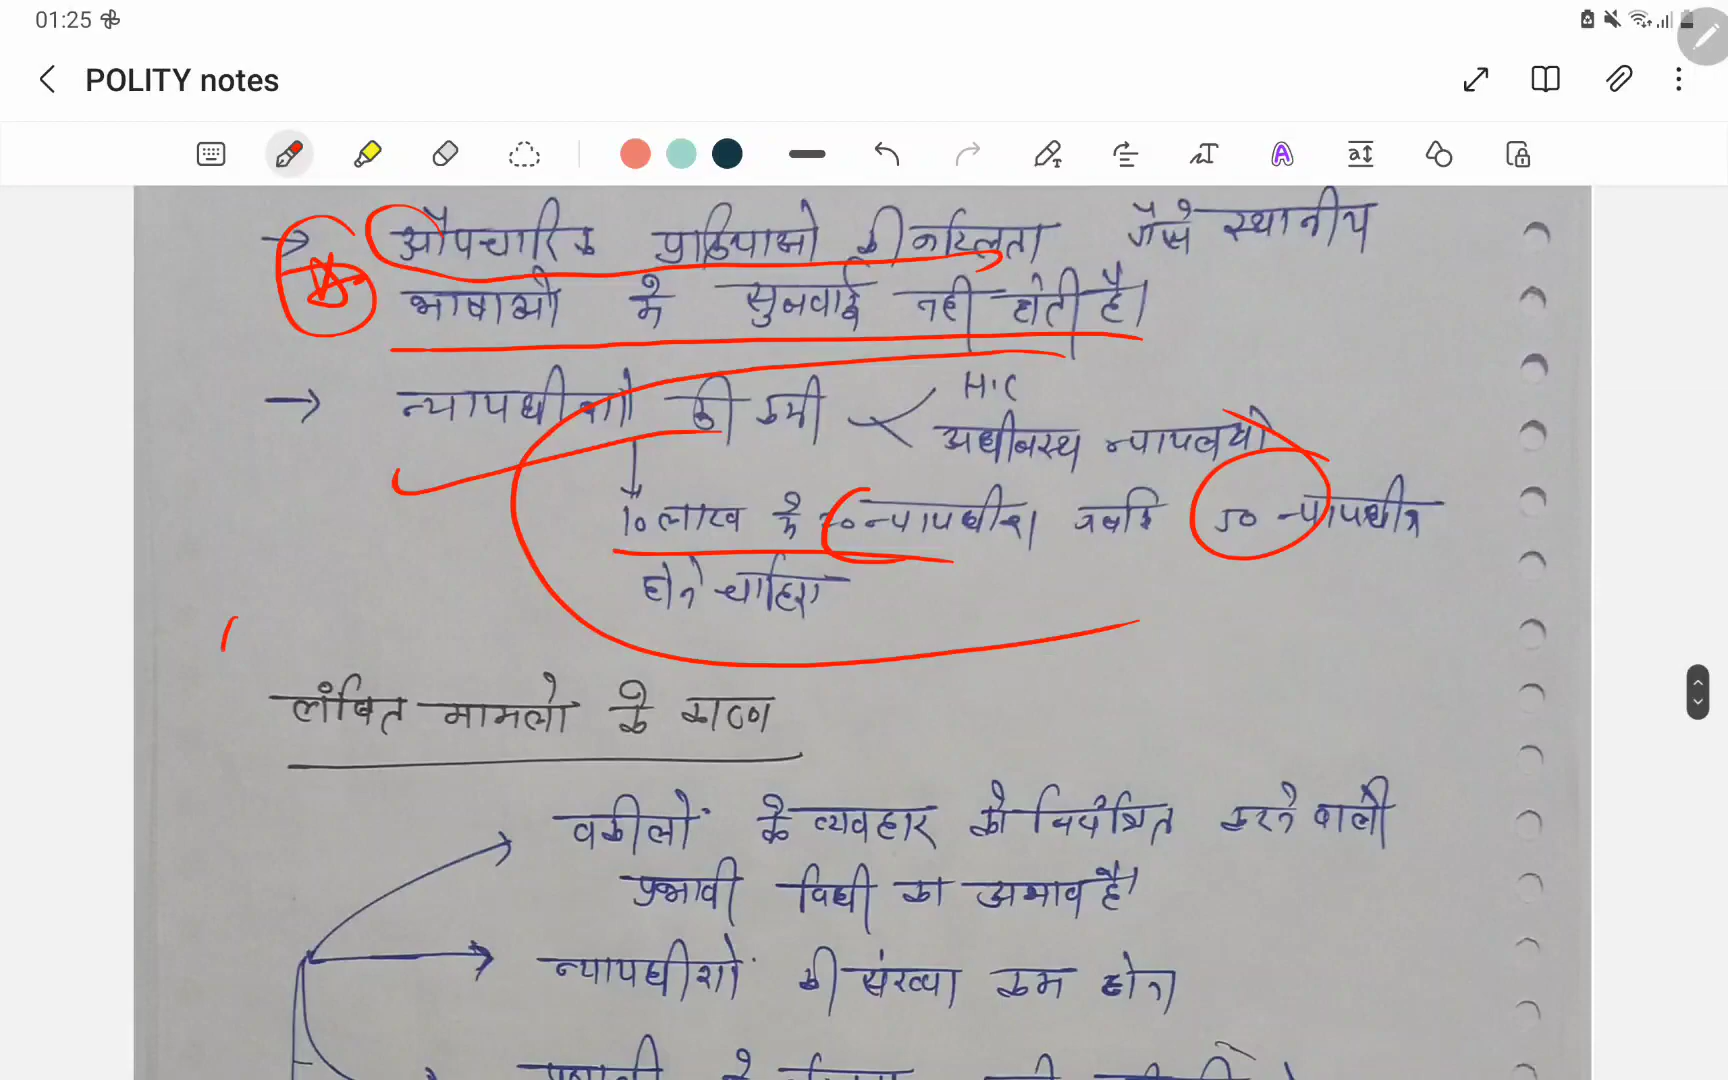 01:25
POLITY notes
→ औपचारिक प्रक्रियाओ की जटिलता जैसे स्थानीय
भाषाओ मे सुनवाई नही होती है।
→ न्यायधीशो की कमी < H.C
अधीनस्थ न्यायलयो
10 लाख मे न्यायधीश जबकि 50 न्यायधीश
होने चाहिए
लंबित मामलो के कारण
→ वकीलों के व्यवहार को नियंत्रित करने वाली
प्रभावी विधी का अभाव है।
→ न्यायधीशों की संख्या कम होना